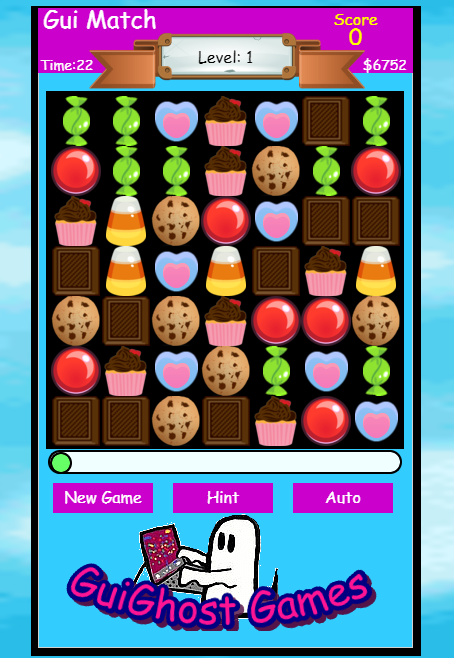 Gui Match
Score
0
Level: 1
Time:22
$6752
New Game
Hint
Auto
GuiGhost Games